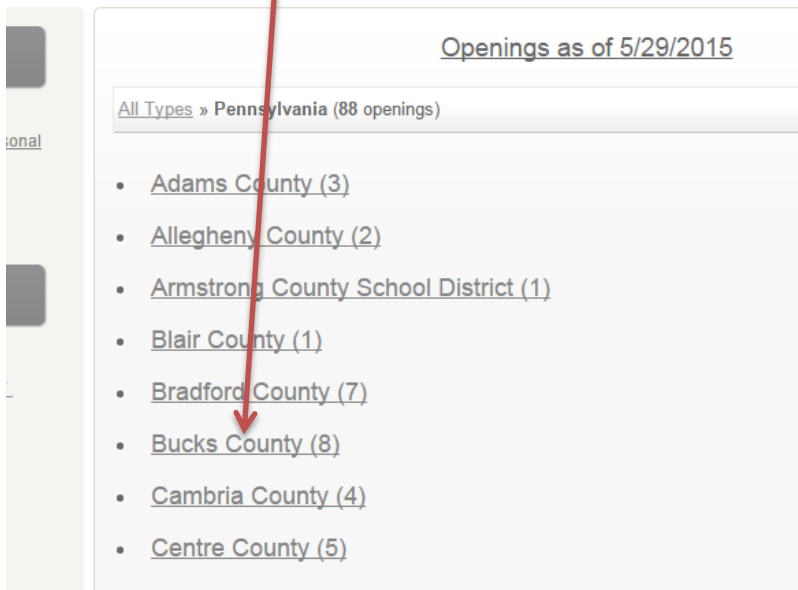 Openings as of 5/29/2015
All Types » Pennsylvania (88 openings)
sonal
• Adams County (3)
• Allegheny County (2)
• Armstrong County School District (1)
• Blair County (1)
• Bradford County (7)
• Bucks County (8)
• Cambria County (4)
• Centre County (5)